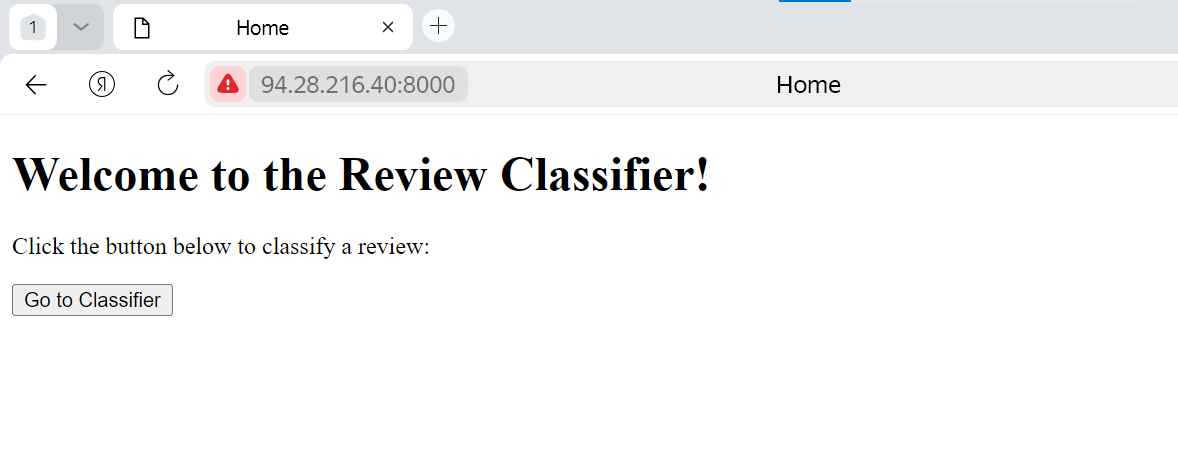 1
Home
Я
94.28.216.40:8000
Home
Welcome to the Review Classifier!
Click the button below to classify a review:
Go to Classifier